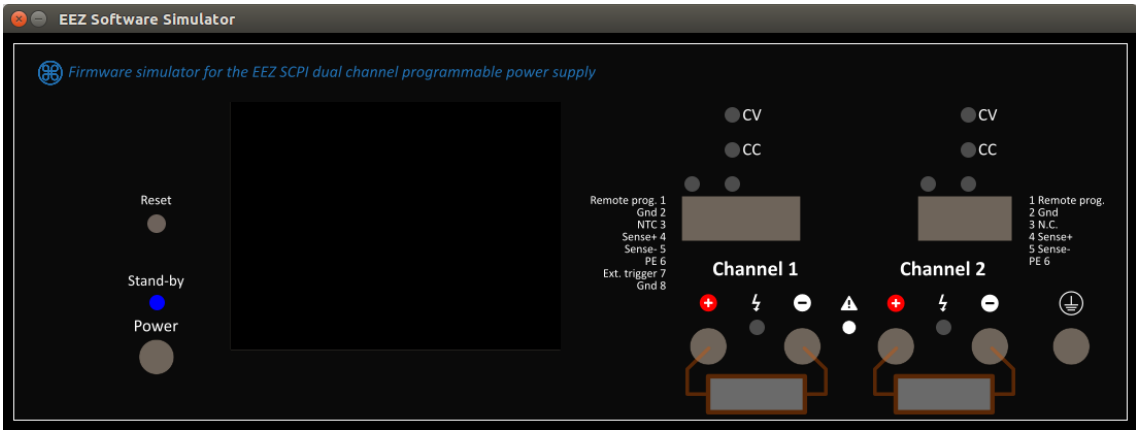 EEZ Software Simulator
Firmware simulator for the EEZ SCPI dual channel programmable power supply
CV
CV
CC
CC
Reset
Remote prog. 1
Gnd 2
NTC 3
Sense+ 4
Sense- 5
PE 6
Ext. trigger 7
Gnd 8
1 Remote prog.
2 Gnd
3 N.C.
4 Sense+
5 Sense-
PE 6
Channel 1
Channel 2
Stand-by
Power